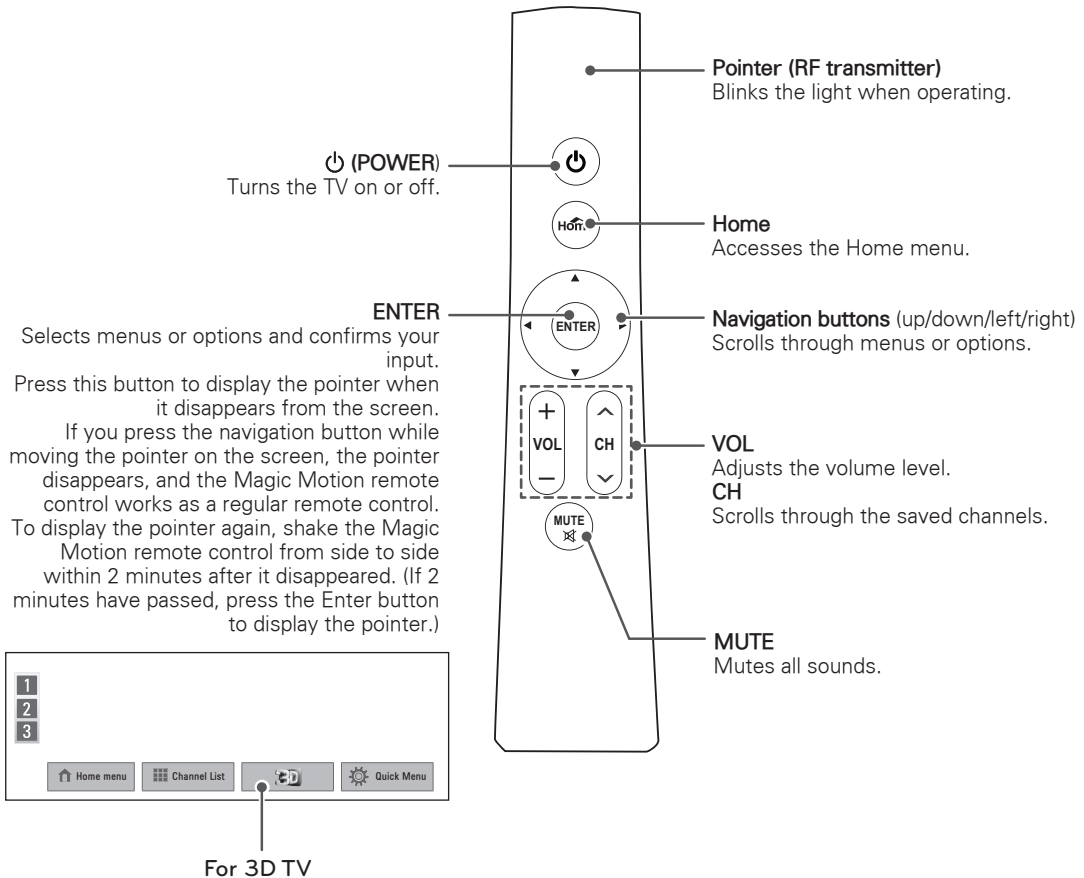 Pointer (RF transmitter)
Blinks the light when operating.
(POWER)
Turns the TV on or off.
Home
Accesses the Home menu.
ENTER
Selects menus or options and confirms your
input.
Press this button to display the pointer when
it disappears from the screen.
If you press the navigation button while
moving the pointer on the screen, the pointer
disappears, and the Magic Motion remote
control works as a regular remote control.
To display the pointer again, shake the Magic
Motion remote control from side to side
within 2 minutes after it disappeared. (If 2
minutes have passed, press the Enter button
to display the pointer.)
ENTER
Navigation buttons (up/down/left/right)
Scrolls through menus or options.
+
VOL
−
CH
VOL
Adjusts the volume level.
CH
Scrolls through the saved channels.
MUTE
MUTE
Mutes all sounds.
1
2
3
Home menu
Channel List
3D
Quick Menu
For 3D TV